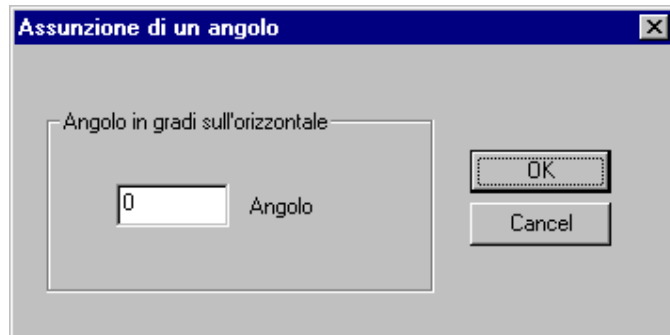 Assunzione di un angolo
Angolo in gradi sull'orizzontale
0 Angolo
OK
Cancel